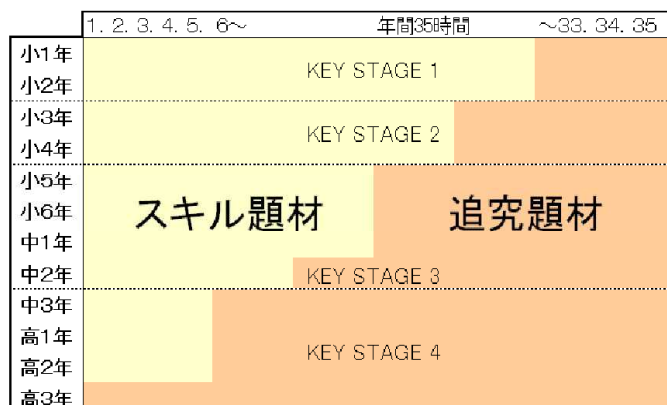 1. 2. 3. 4. 5. 6～ 年間35時間 ～33. 34. 35
小1年
KEY STAGE 1
小2年
小3年
KEY STAGE 2
小4年
小5年
小6年 スキル題材 追究題材
中1年
中2年 KEY STAGE 3
中3年
高1年
KEY STAGE 4
高2年
高3年